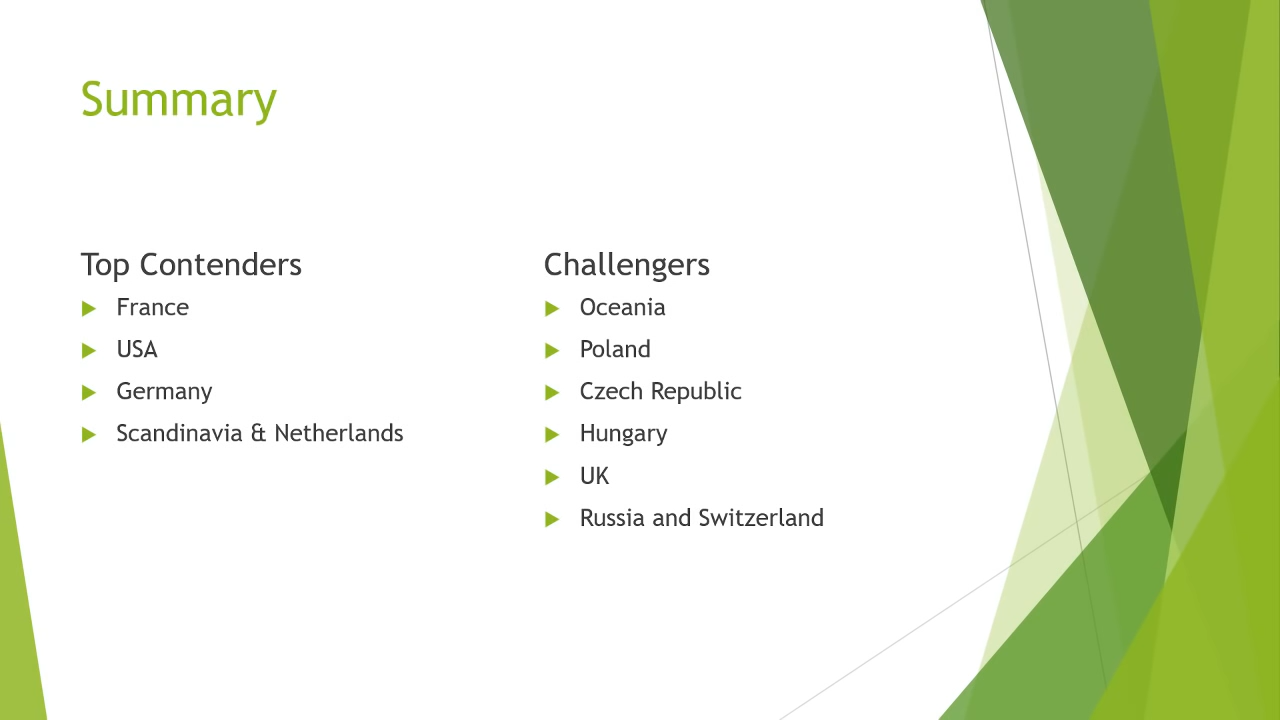 Summary
Top Contenders
France
USA
Germany
Scandinavia & Netherlands
Challengers
Oceania
Poland
Czech Republic
Hungary
UK
Russia and Switzerland